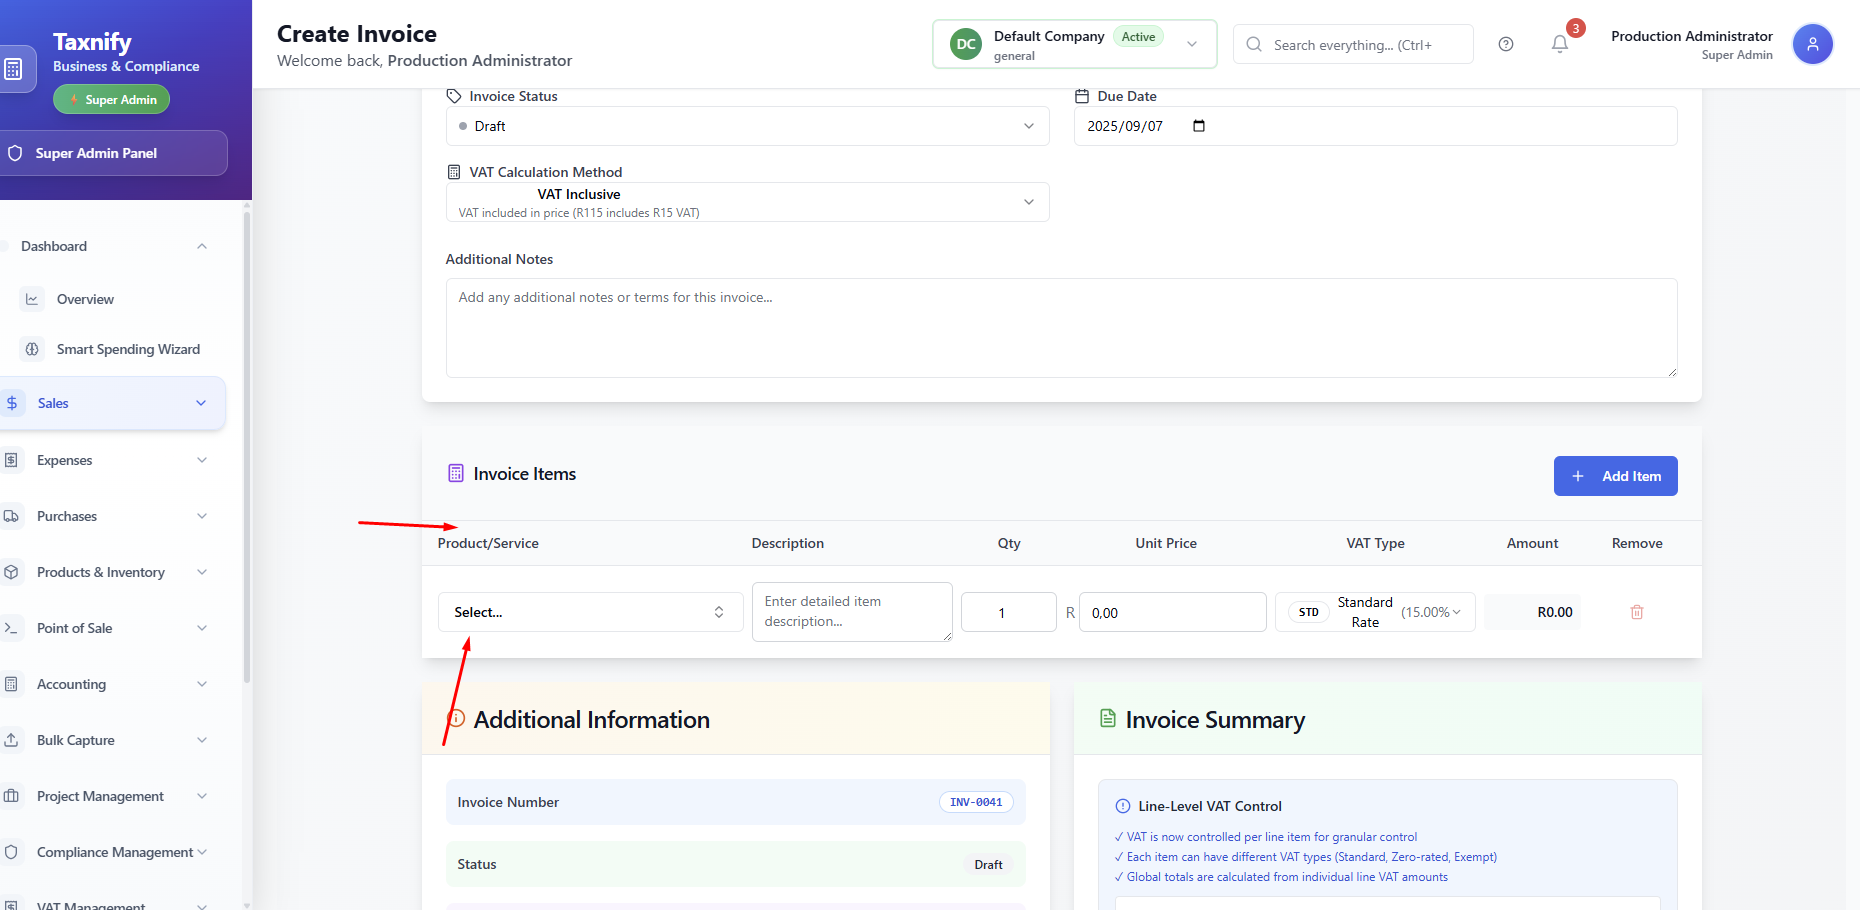 Taxnify
Business & Compliance
Super Admin
Super Admin Panel
Dashboard
Overview
Smart Spending Wizard
Sales
Expenses
Purchases
Products & Inventory
Point of Sale
Accounting
Bulk Capture
Project Management
Compliance Management
VAT Management
Create Invoice
Welcome back, Production Administrator
DC
Default Company
Active
general
Search everything... (Ctrl+
3
Production Administrator
Super Admin
Invoice Status
Draft
Due Date
2025/09/07
VAT Calculation Method
VAT Inclusive
VAT included in price (R115 includes R15 VAT)
Additional Notes
Add any additional notes or terms for this invoice...
Invoice Items
Add Item
Product/Service
Description
Qty
Unit Price
VAT Type
Amount
Remove
Select...
Enter detailed item
description...
1
R
0,00
STD
Standard
Rate
(15.00%
R0.00
Additional Information
Invoice Number
INV-0041
Status
Draft
Invoice Summary
Line-Level VAT Control
✓ VAT is now controlled per line item for granular control
✓ Each item can have different VAT types (Standard, Zero-rated, Exempt)
✓ Global totals are calculated from individual line VAT amounts